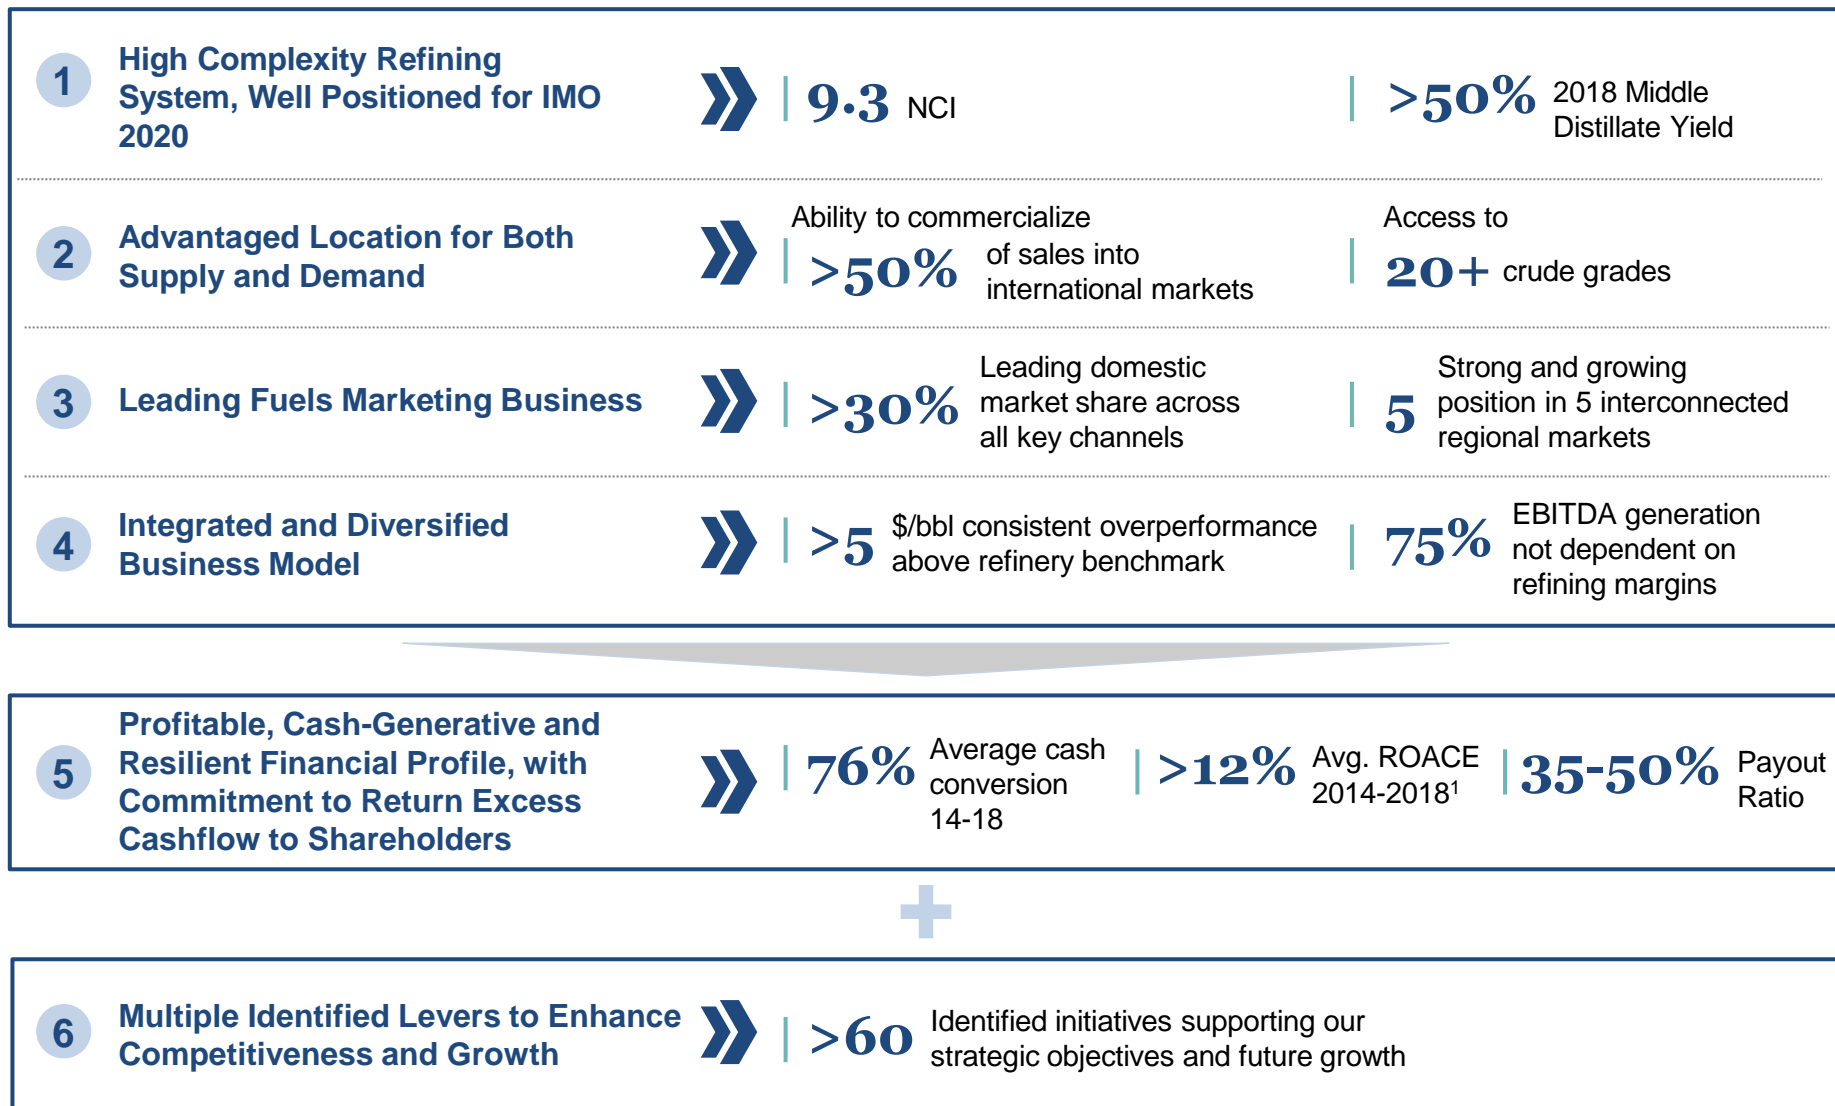 1
High Complexity Refining
System, Well Positioned for IMO
2020
9.3 NCI
>50% 2018 Middle
Distillate Yield
2
Advantaged Location for Both
Supply and Demand
Ability to commercialize
>50% of sales into
international markets
Access to
20+ crude grades
3
Leading Fuels Marketing Business
>30% Leading domestic
market share across
all key channels
5 Strong and growing
position in 5 interconnected
regional markets
4
Integrated and Diversified
Business Model
>5 $/bbl consistent overperformance
above refinery benchmark
75% EBITDA generation
not dependent on
refining margins
5
Profitable, Cash-Generative and
Resilient Financial Profile, with
Commitment to Return Excess
Cashflow to Shareholders
76% Average cash
conversion
14-18
>12% Avg. ROACE
2014-2018¹
35-50% Payout
Ratio
6
Multiple Identified Levers to Enhance
Competitiveness and Growth
>60 Identified initiatives supporting our
strategic objectives and future growth